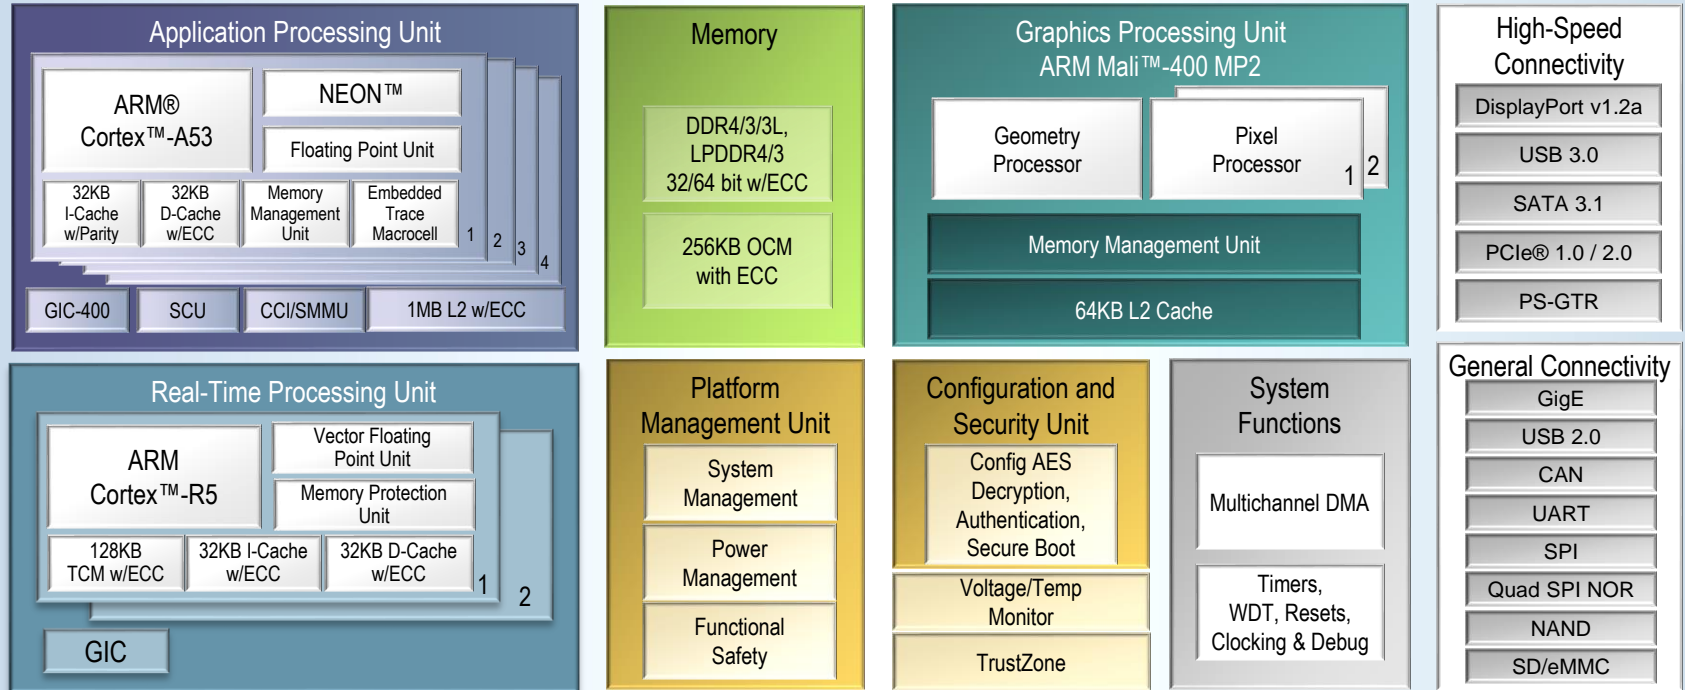 Application Processing Unit
ARM®
Cortex™-A53
NEON™
Floating Point Unit
32KB
I-Cache
w/Parity
32KB
D-Cache
w/ECC
Memory
Management
Unit
Embedded
Trace
Macrocell
1
2
3
4
GIC-400
SCU
CCI/SMMU
1MB L2 w/ECC
Memory
DDR4/3/3L,
LPDDR4/3
32/64 bit w/ECC
256KB OCM
with ECC
Graphics Processing Unit
ARM Mali™-400 MP2
Geometry
Processor
Pixel
Processor
1
2
Memory Management Unit
64KB L2 Cache
High-Speed
Connectivity
DisplayPort v1.2a
USB 3.0
SATA 3.1
PCIe® 1.0 / 2.0
PS-GTR
Real-Time Processing Unit
ARM
Cortex™-R5
Vector Floating
Point Unit
Memory Protection
Unit
128KB
TCM w/ECC
32KB I-Cache
w/ECC
32KB D-Cache
w/ECC
1
2
GIC
Platform
Management Unit
System
Management
Power
Management
Functional
Safety
Configuration and
Security Unit
Config AES
Decryption,
Authentication,
Secure Boot
Voltage/Temp
Monitor
TrustZone
System
Functions
Multichannel DMA
Timers,
WDT, Resets,
Clocking & Debug
General Connectivity
GigE
USB 2.0
CAN
UART
SPI
Quad SPI NOR
NAND
SD/eMMC